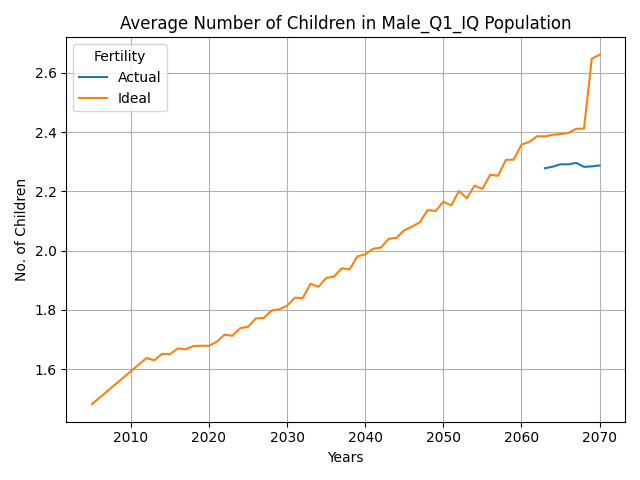 Average Number of Children in Male_Q1_IQ Population
Fertility
Actual
Ideal
No. of Children
2.6
2.4
2.2
2.0
1.8
1.6
2010 2020 2030 2040 2050 2060 2070
Years